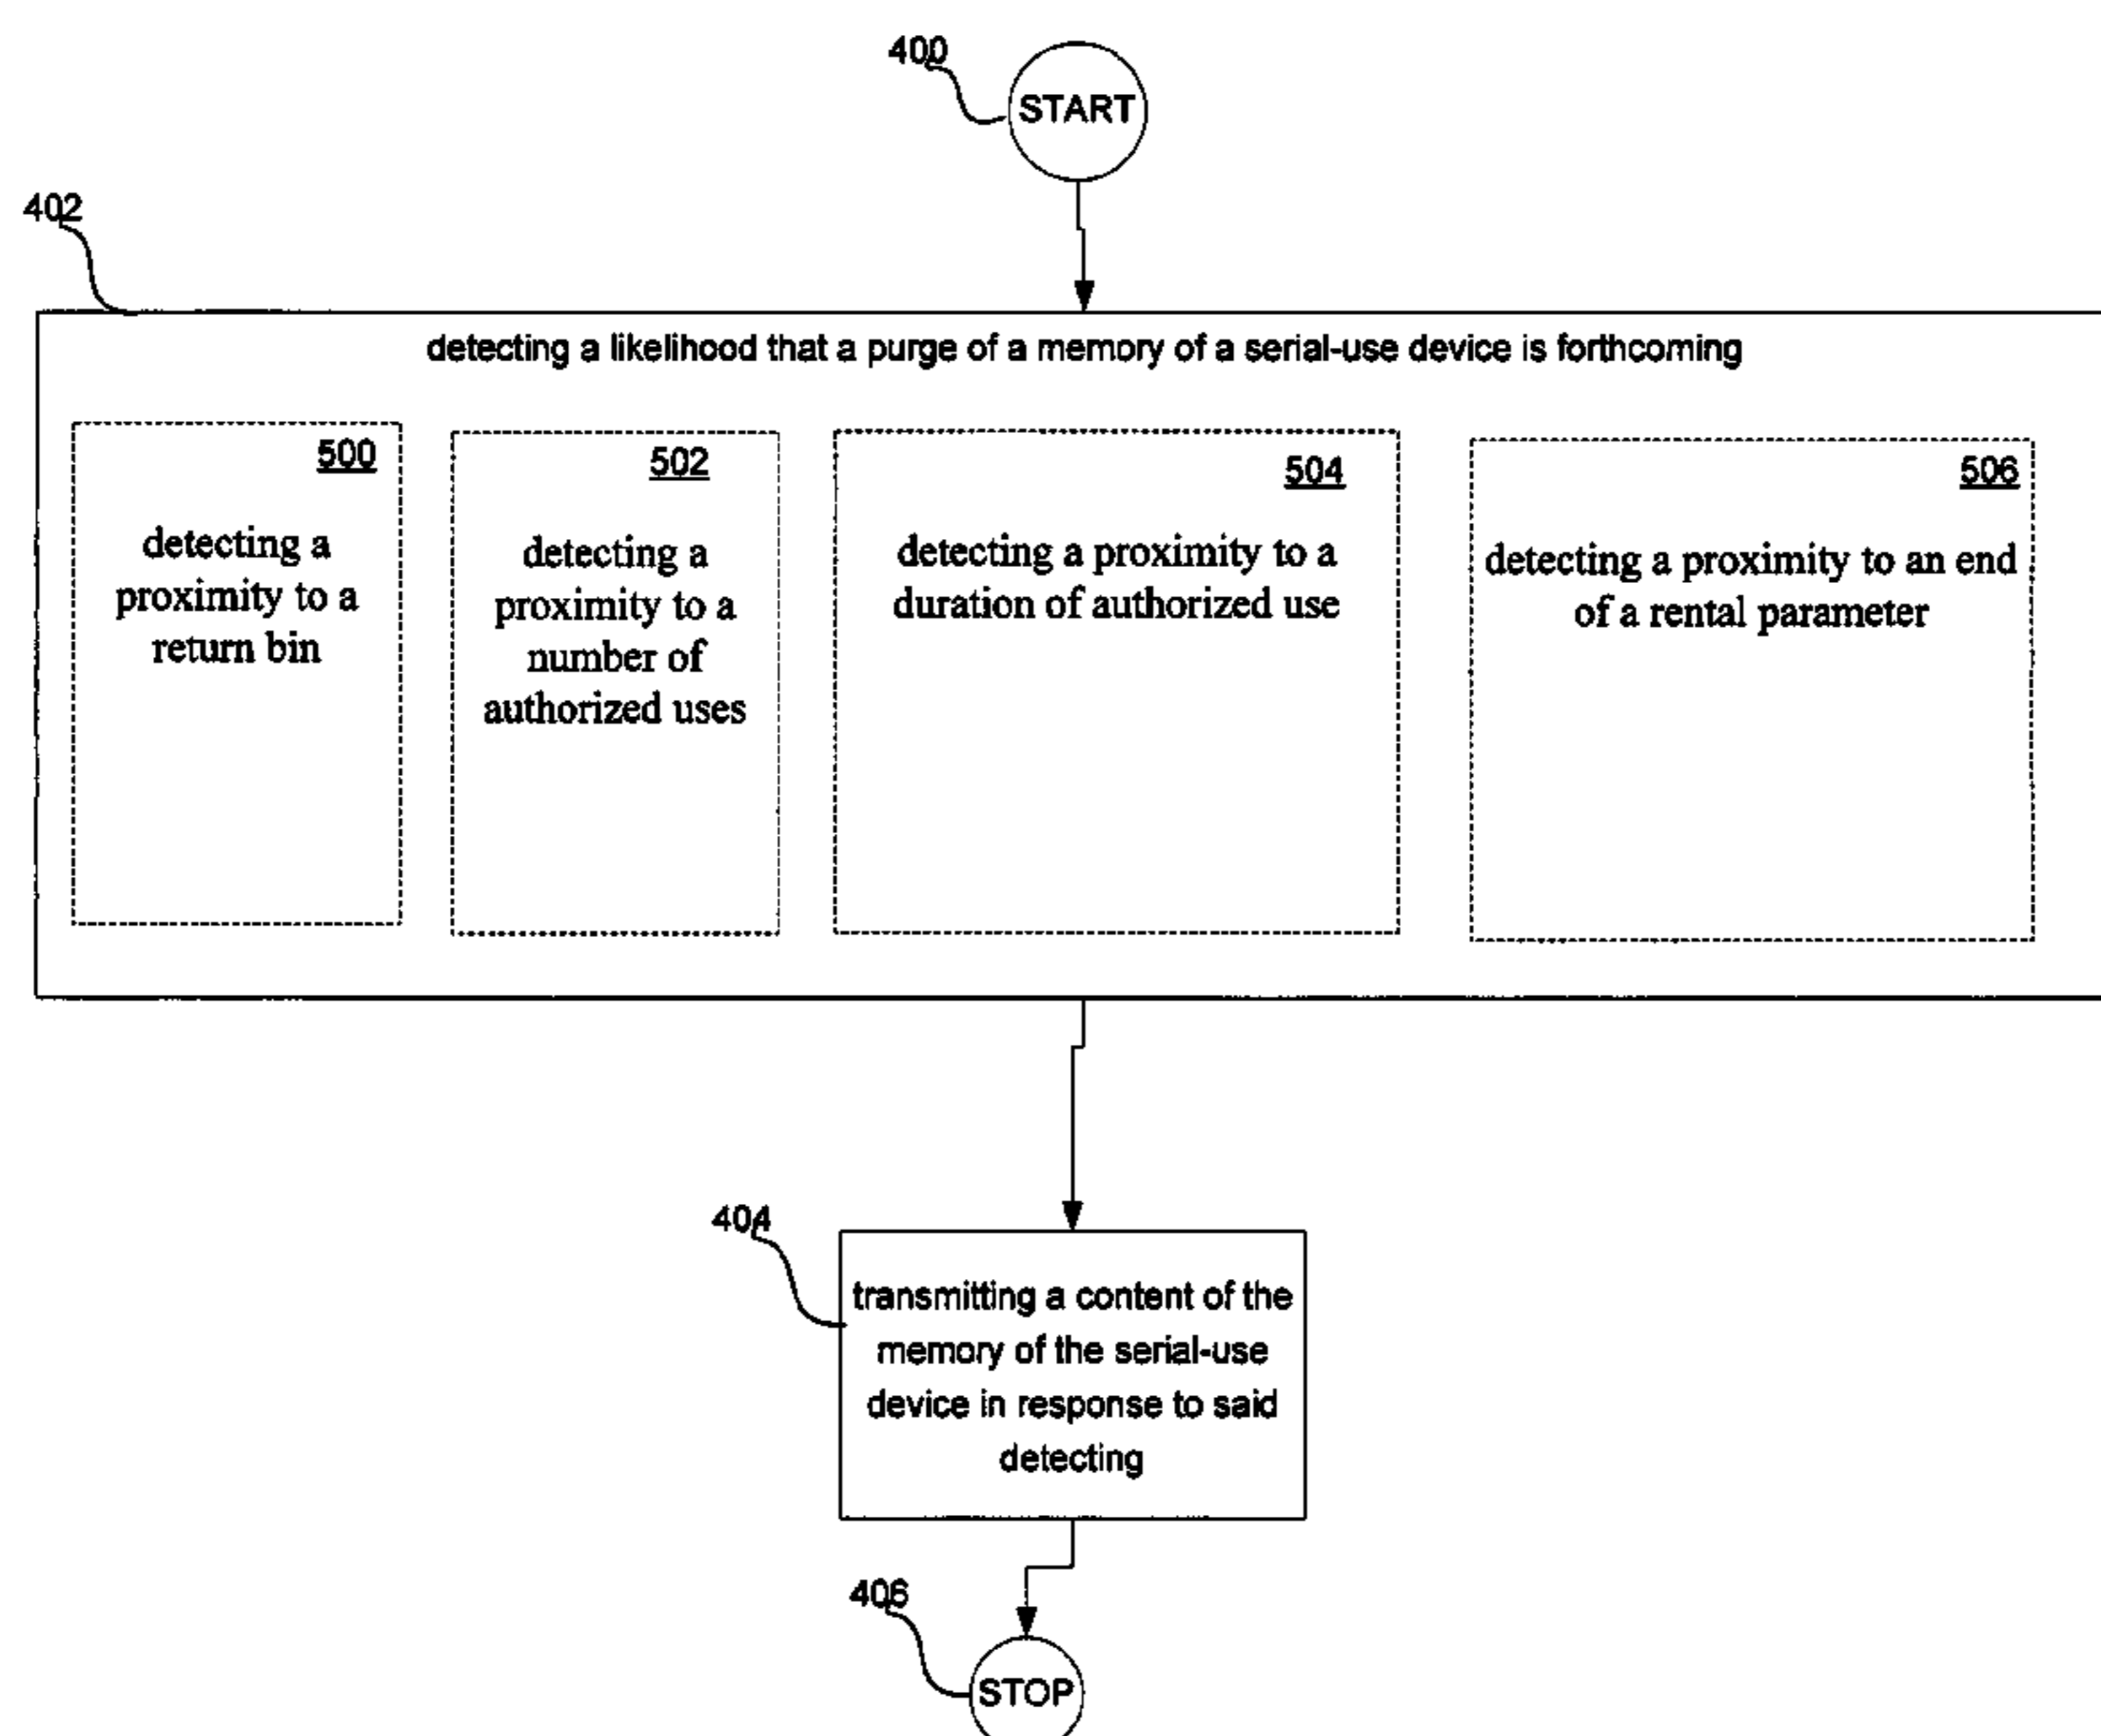 400
START
402
detecting a likelihood that a purge of a memory of a serial-use device is forthcoming
500
detecting a
proximity to a
return bin
502
detecting a
proximity to a
number of
authorized uses
504
detecting a proximity to a
duration of authorized use
506
detecting a proximity to an end
of a rental parameter
404
transmitting a content of the
memory of the serial-use
device in response to said
detecting
406
STOP